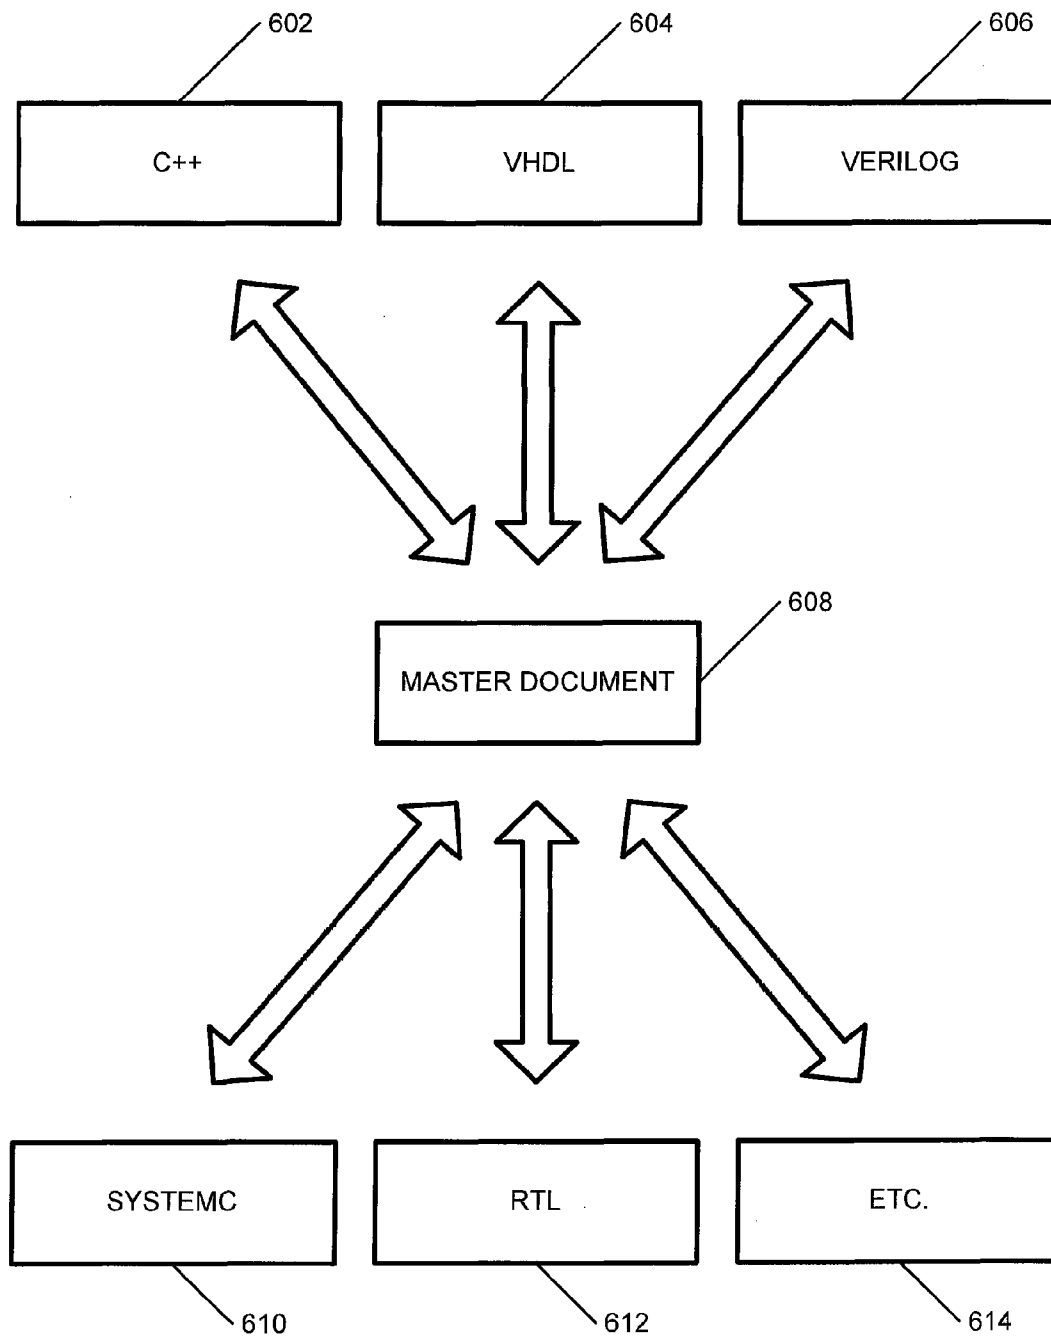 602
604
606
C++
VHDL
VERILOG
608
MASTER DOCUMENT
SYSTEMC
RTL
ETC.
610
612
614